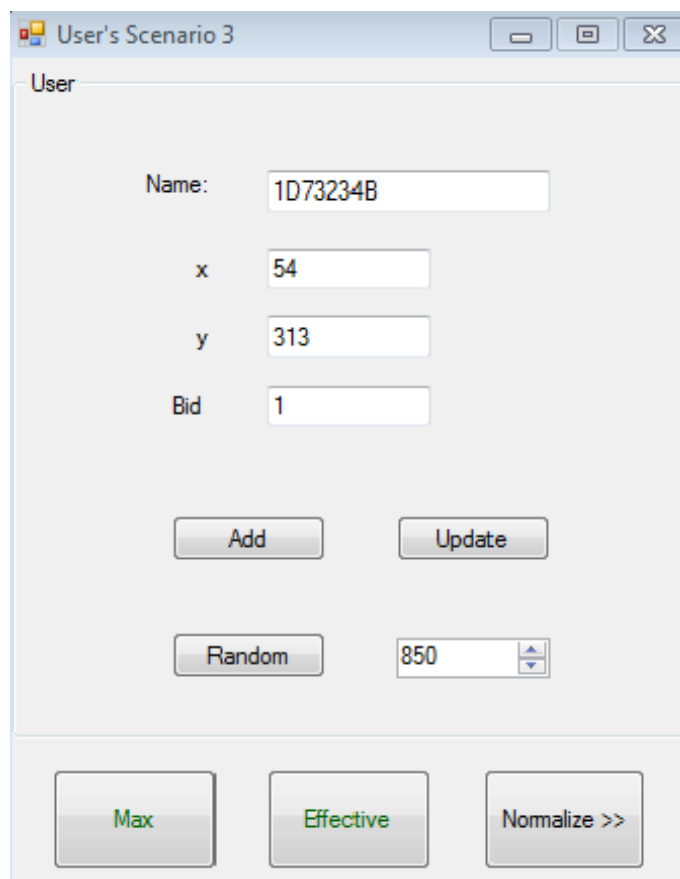 User's Scenario 3
User
Name: 1D73234B
x 54
y 313
Bid 1
Add Update
Random 850
Max Effective Normalize >>